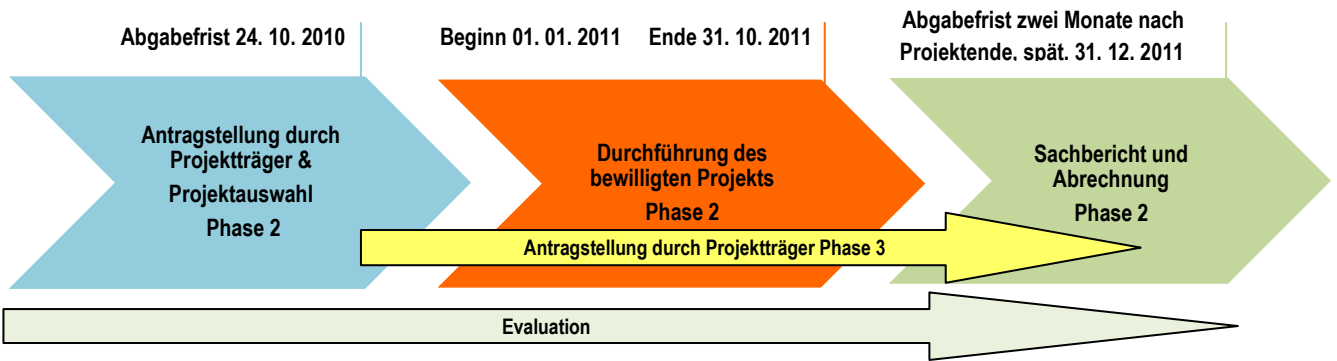 Abgabefrist 24. 10. 2010
Beginn 01. 01. 2011 Ende 31. 10. 2011
Abgabefrist zwei Monate nach
Projektende, spät. 31. 12. 2011
Antragstellung durch
Projektträger &
Projektauswahl
Phase 2
Durchführung des
bewilligten Projekts
Phase 2
Sachbericht und
Abrechnung
Phase 2
Antragstellung durch Projektträger Phase 3
Evaluation